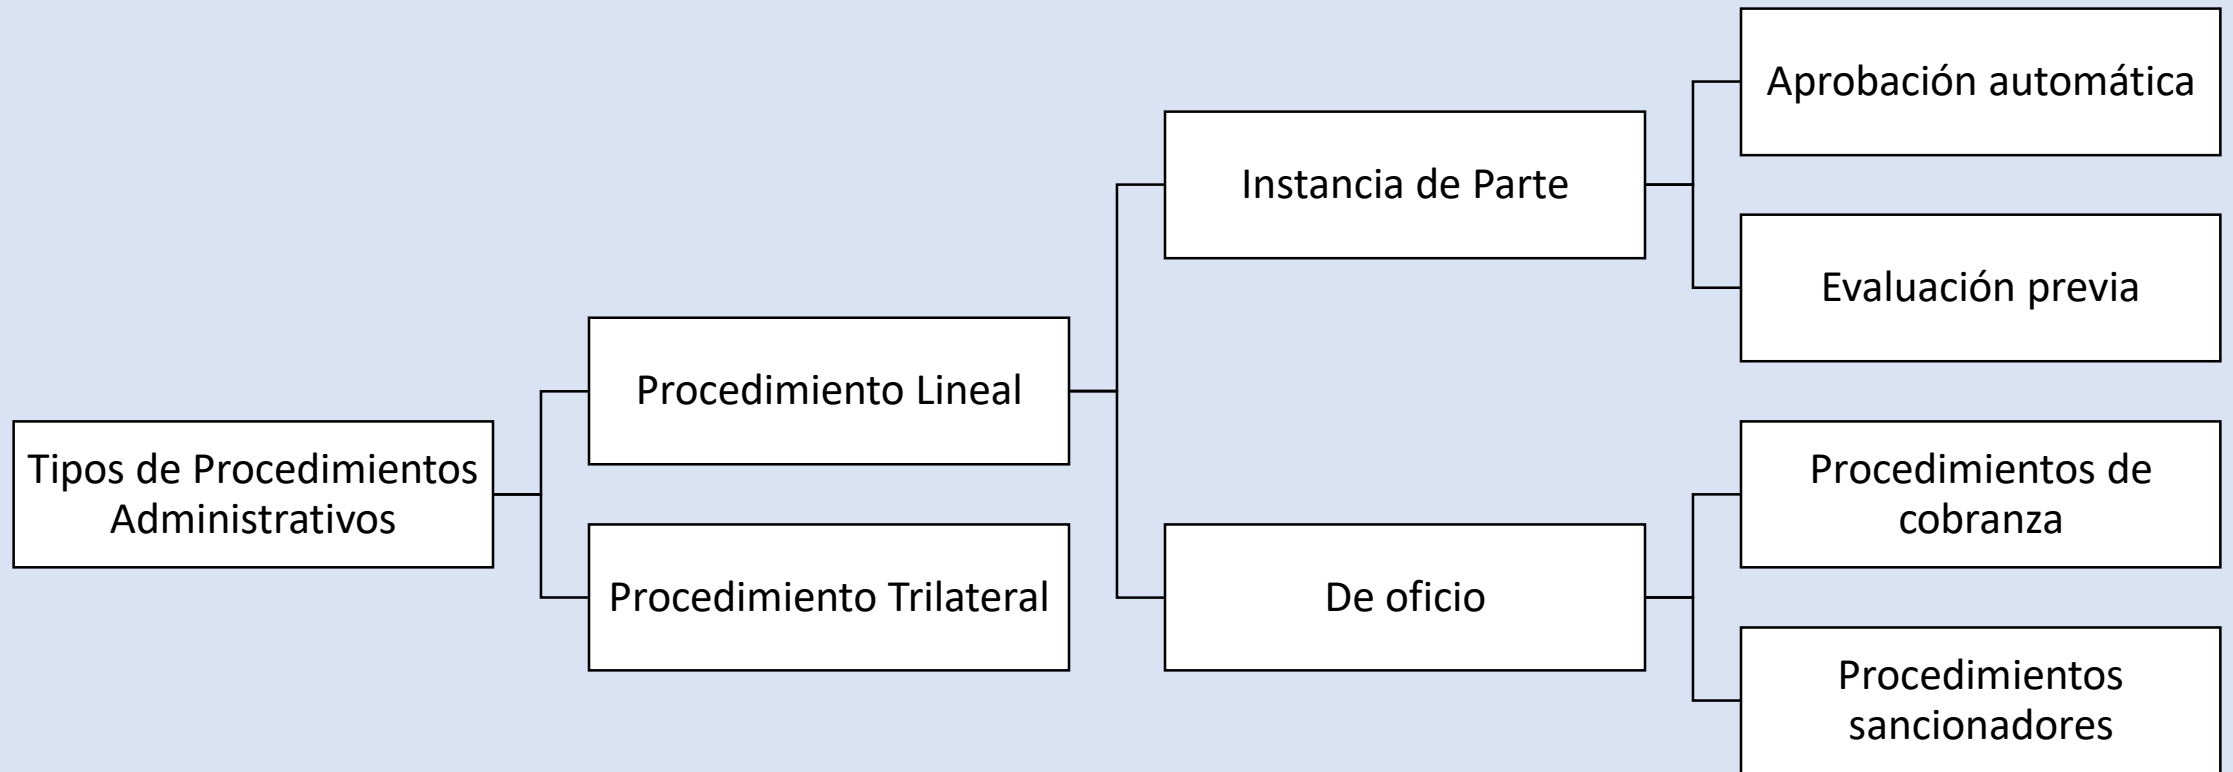 Tipos de Procedimientos
Administrativos
Procedimiento Lineal
Procedimiento Trilateral
Instancia de Parte
De oficio
Aprobación automática
Evaluación previa
Procedimientos de
cobranza
Procedimientos
sancionadores